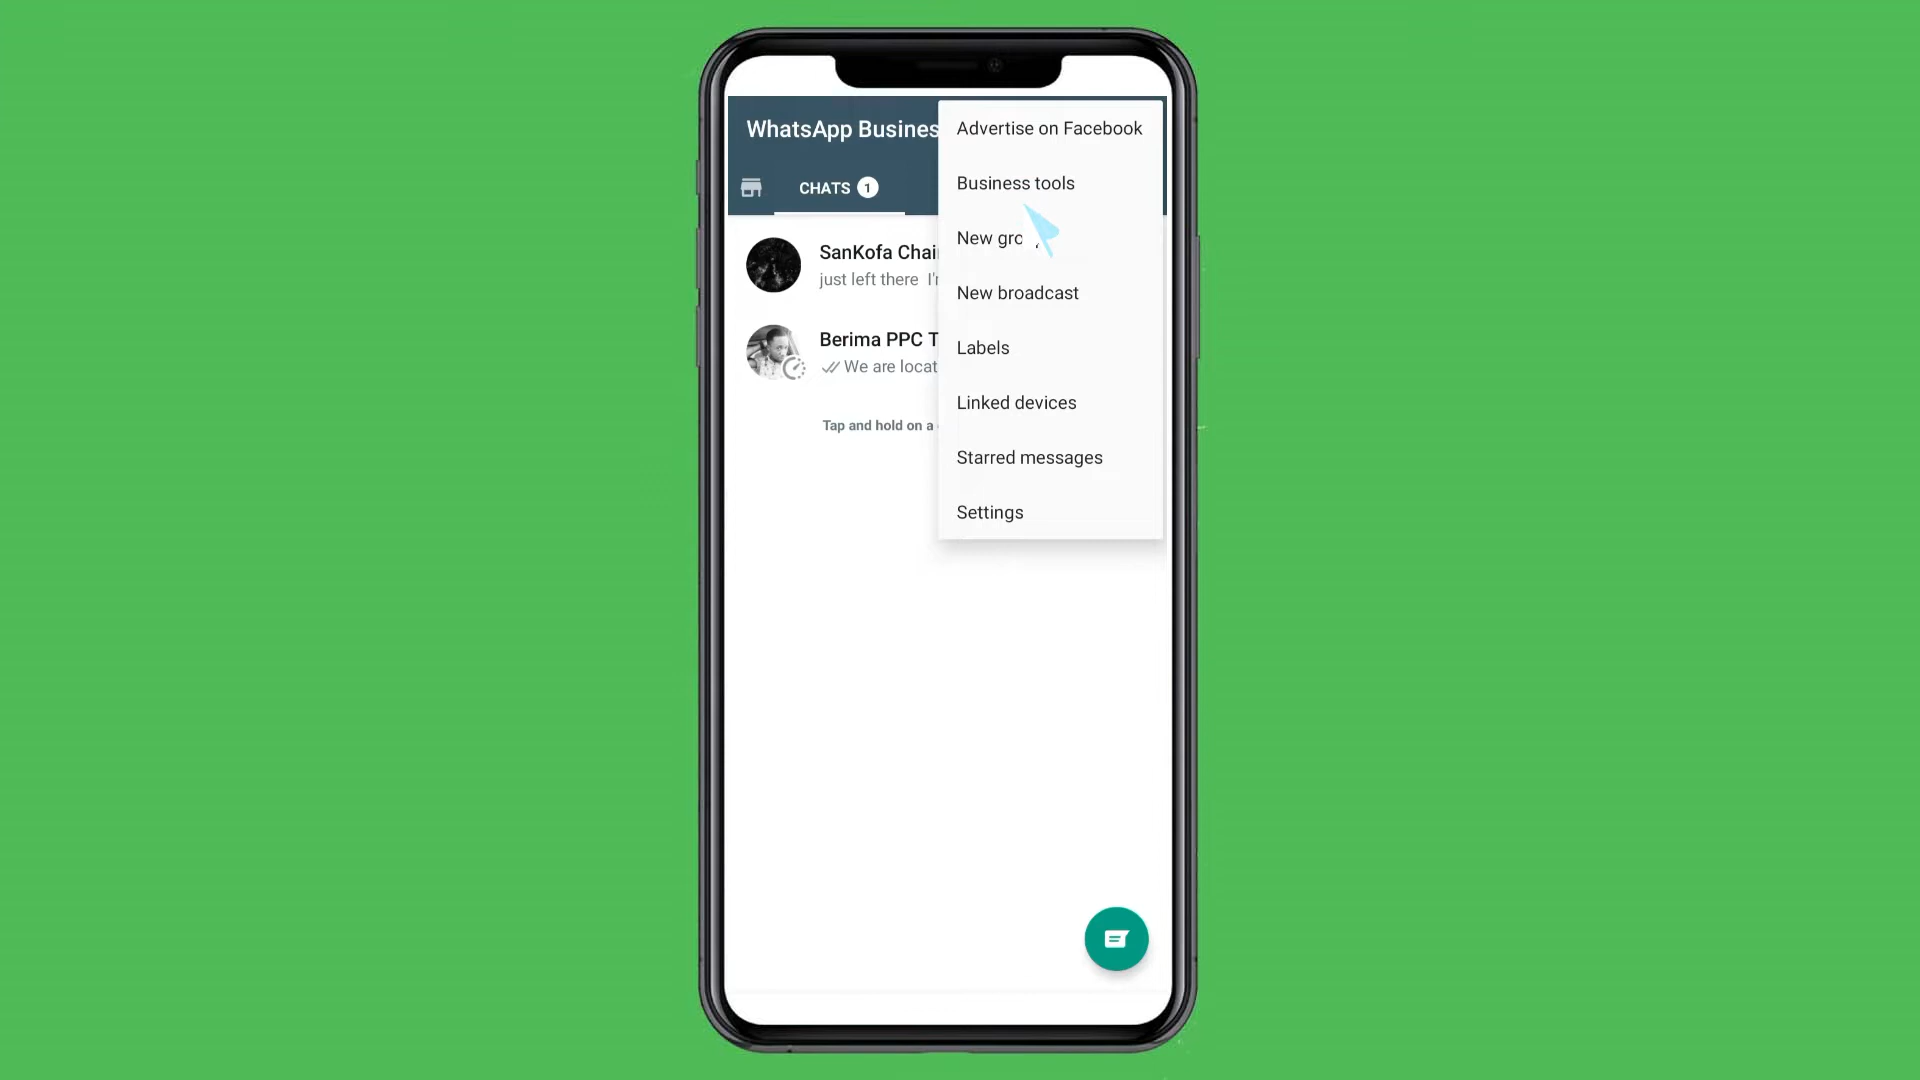 WhatsApp Busines
CHATS 1
SanKofa Chai
just left there I'
Berima PPC T
We are locat
Tap and hold on a
Advertise on Facebook
Business tools
New gro
New broadcast
Labels
Linked devices
Starred messages
Settings